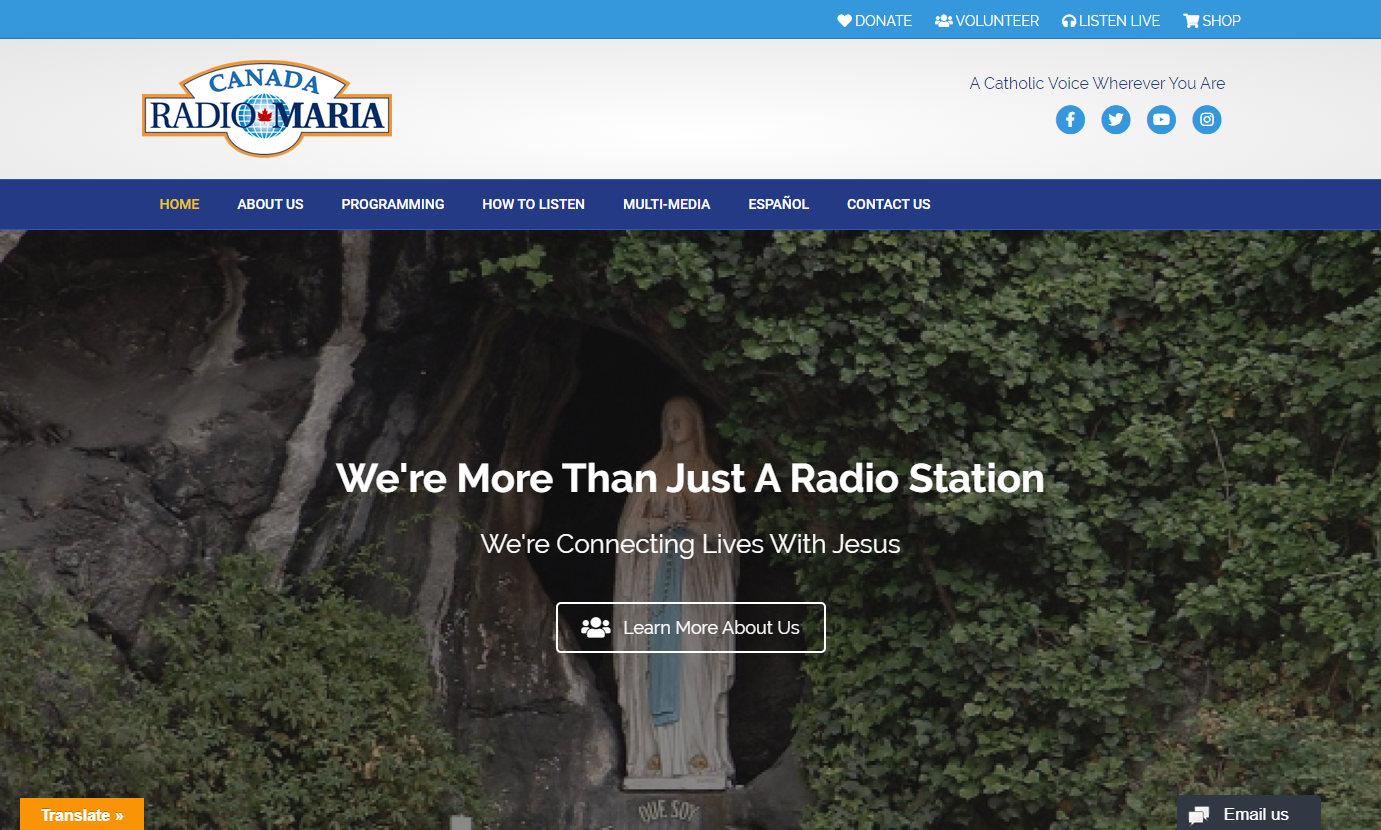 DONATE VOLUNTEER LISTEN LIVE SHOP
CANADA
RADIO MARIA
A Catholic Voice Wherever You Are
HOME ABOUT US PROGRAMMING HOW TO LISTEN MULTI-MEDIA ESPAÑOL CONTACT US
We're More Than Just A Radio Station
We're Connecting Lives With Jesus
Learn More About Us
QUE SOY
Translate »
Email us